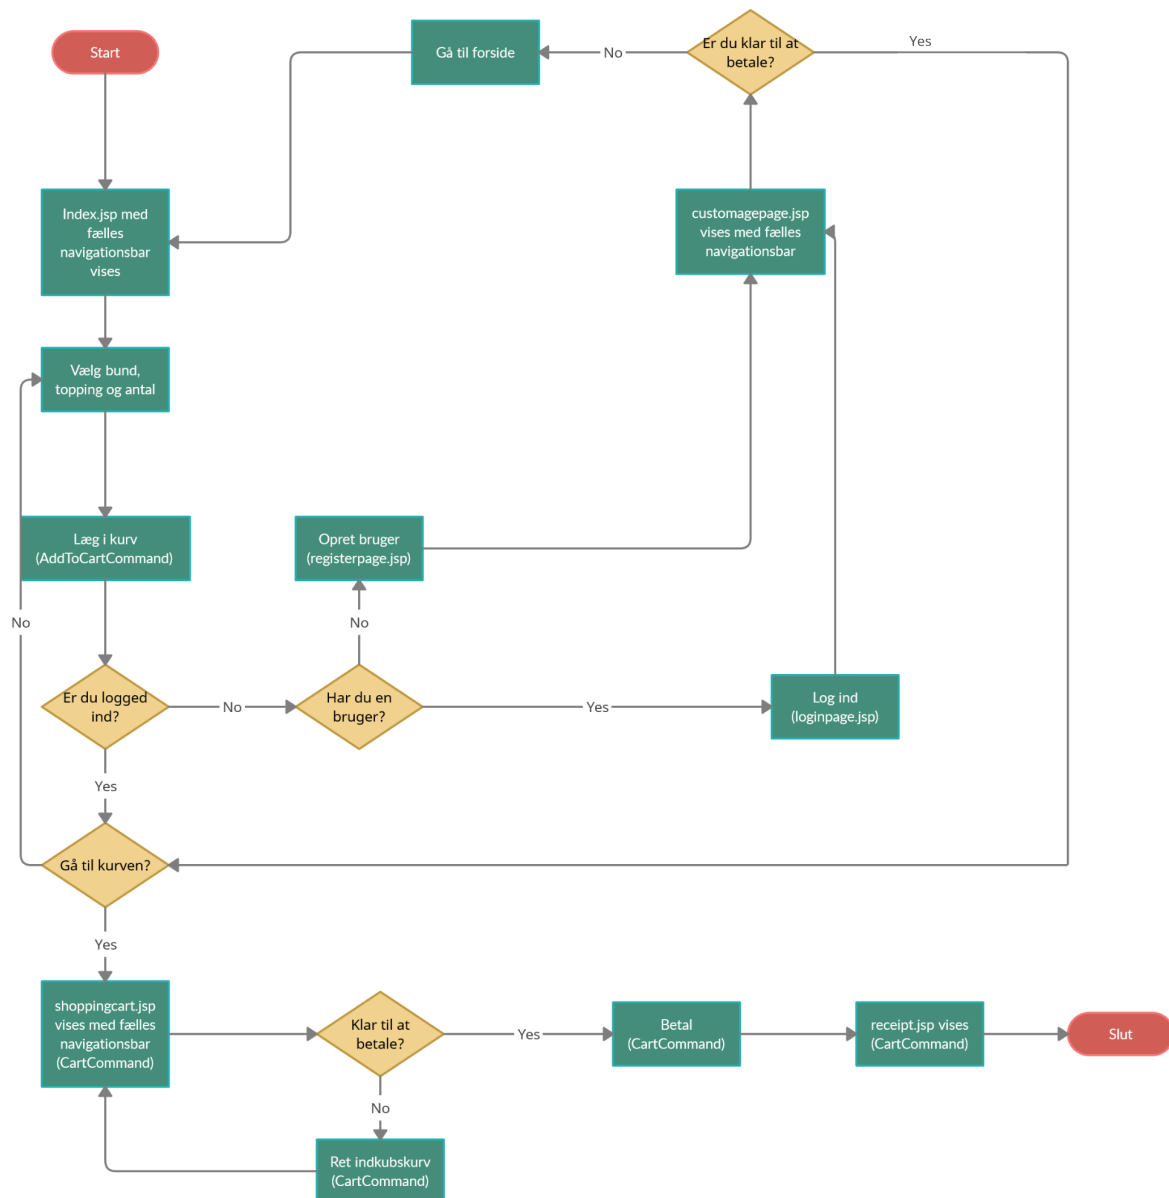 Start
Gå til forside
No
Er du klar til at
betale?
Yes
Index.jsp med
fælles
navigationsbar
vises
customagepage.jsp
vises med fælles
navigationsbar
Vælg bund,
topping og antal
Læg i kurv
(AddToCartCommand)
Opret bruger
(registerpage.jsp)
No
No
Er du logged
ind?
No
Har du en
bruger?
Yes
Log ind
(loginpage.jsp)
Yes
Gå til kurven?
Yes
shoppingcart.jsp
vises med fælles
navigationsbar
(CartCommand)
Klar til at
betale?
Yes
Betal
(CartCommand)
receipt.jsp vises
(CartCommand)
Slut
No
Ret indkubskurv
(CartCommand)